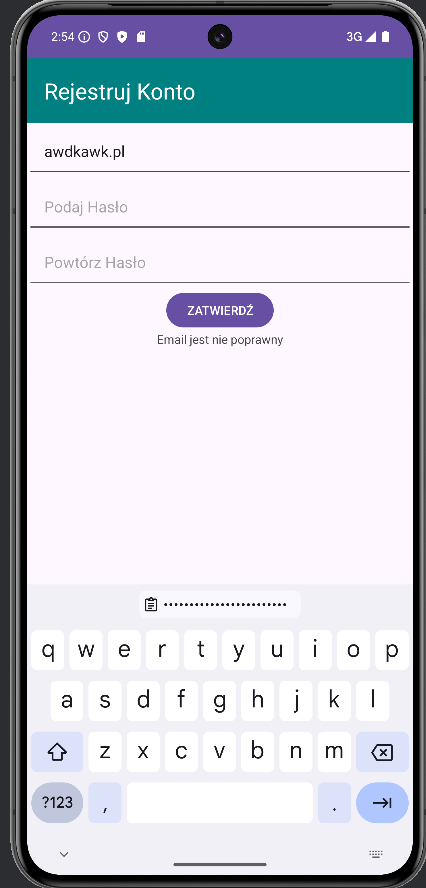 2:54 3G
Rejestruj Konto
awdkawk.pl
Podaj Hasło
Powtórz Hasło
ZATWIERDŹ
Email jest nie poprawny
••••••••••••••••••••••••
q w e r t y u i o p
a s d f g h j k l
z x c v b n m
?123 , .